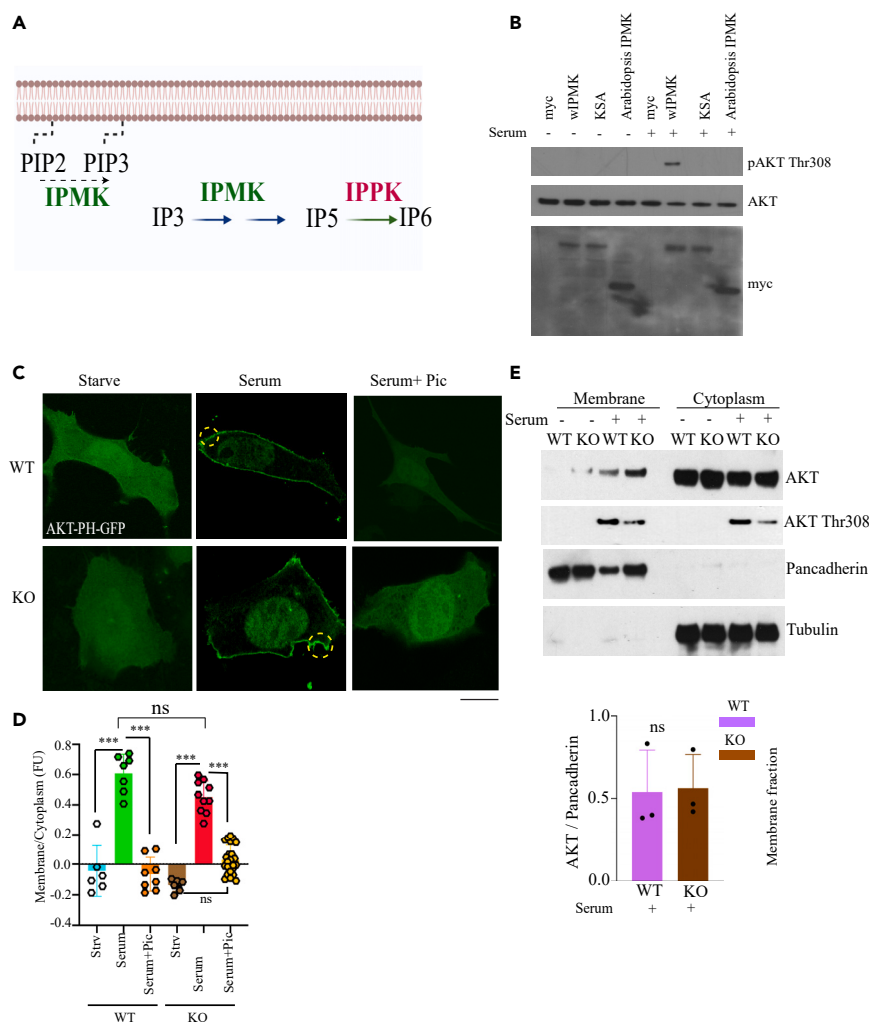 A
PIP2 PIP3
IPMK
IPMK IPPK
IP3 IP5 IP6
B
myc wIPMK KSA Arabidopsis IPMK myc wIPMK KSA Arabidopsis IPMK
Serum - - - - + + + +
pAKT Thr308
AKT
myc
C
Starve Serum Serum+ Pic
WT
AKT-PH-GFP
KO
D
ns
*** *** *** ***
ns
Membrane/Cytoplasm (FU)
0.8
0.6
0.4
0.2
0.0
-0.2
-0.4
Strv Serum Serum+Pic Strv Serum Serum+Pic
WT KO
E
Membrane Cytoplasm
Serum - - + + - - + +
WT KO WT KO WT KO WT KO
AKT
AKT Thr308
Pancadherin
Tubulin
WT
KO
ns
AKT / Pancadherin
1.0
0.5
0.0
Membrane fraction
WT KO
Serum + +